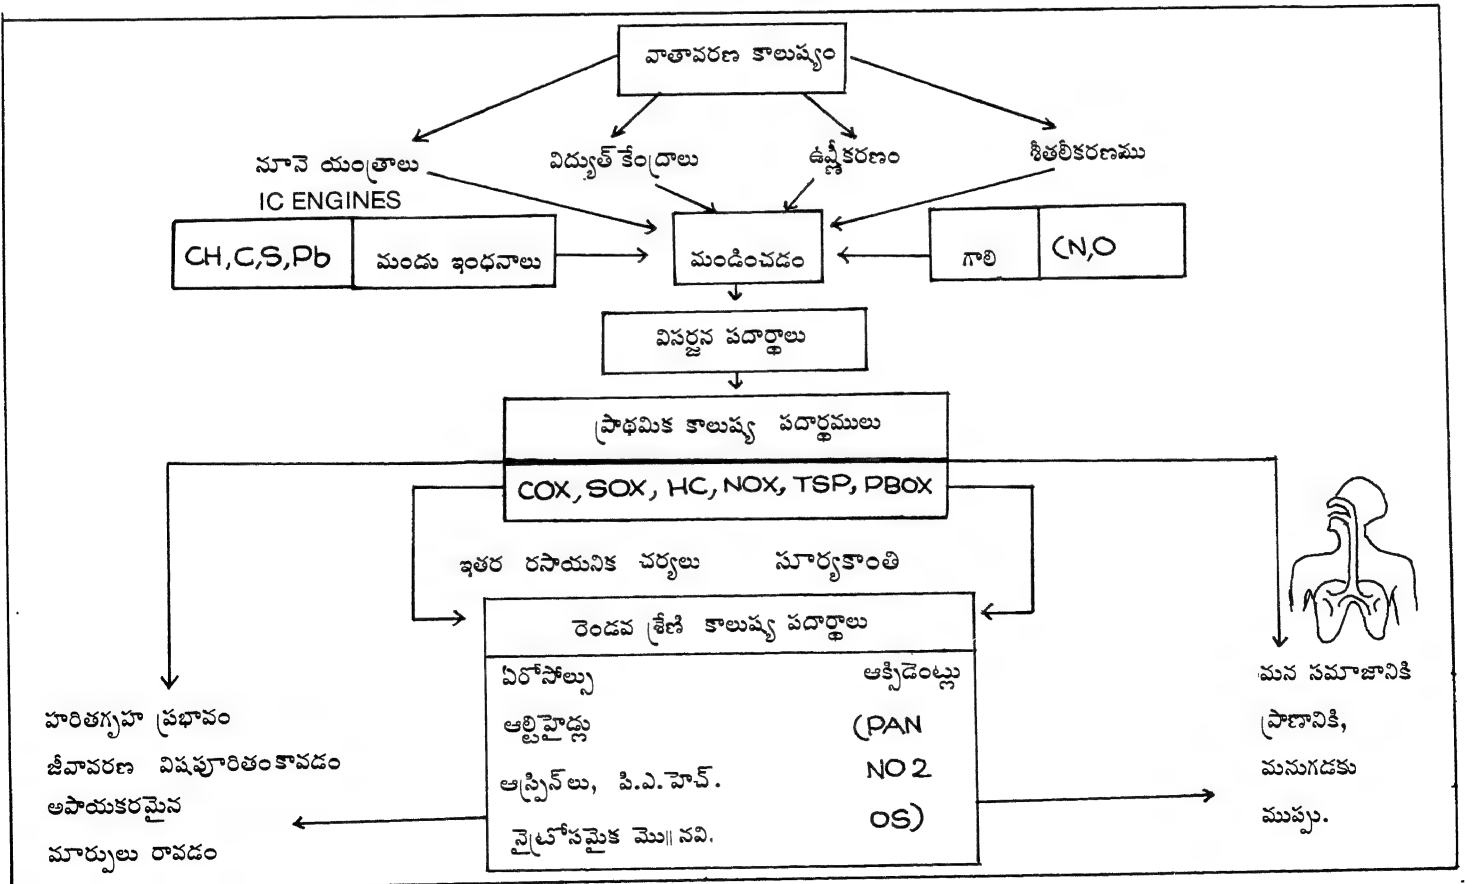 వాతావరణ కాలుష్యం
నూనె యంత్రాలు
IC ENGINES
విద్యుత్ కేంద్రాలు
ఉష్ణీకరణం
శీతలీకరణము
CH,C,S,Pb
మండు ఇంధనాలు
మండించడం
గాలి
(N,O
విసర్జన పదార్థాలు
ప్రాథమిక కాలుష్య పదార్థములు
COX, SOX, HC, NOX, TSP, PBOX
ఇతర రసాయనిక చర్యలు
సూర్యకాంతి
రెండవ శ్రేణి కాలుష్య పదార్థాలు
ఏరోసోల్సు
ఆక్సిడెంట్లు
ఆల్టిహైడ్లు
(PAN
ఆస్ప్రిన్‌లు, పి.ఎ.హెచ్.
NO2
నైట్రోసమైక మొ॥ నవి.
OS)
హరితగృహ ప్రభావం
జీవావరణ విషపూరితంకావడం
అపాయకరమైన
మార్పులు రావడం
మన సమాజానికి
ప్రాణానికి,
మనుగడకు
ముప్పు.